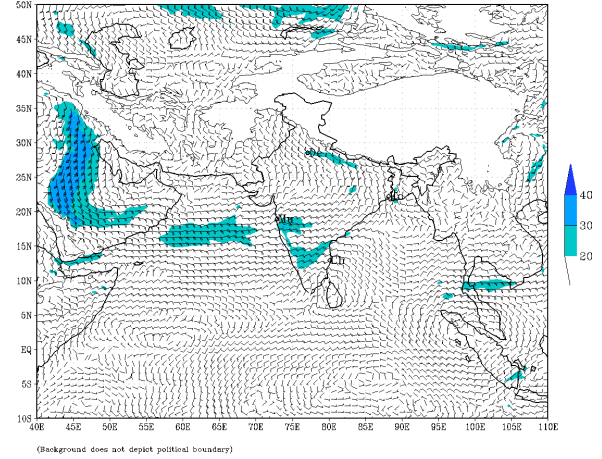 50N
45N
40N
35N
30N
25N
20N
15N
10N
5N
EQ
5S
10S
40E 45E 50E 55E 60E 65E 70E 75E 80E 85E 90E 95E 100E 105E 110E
40
30
20
(Background does not depict political boundary)